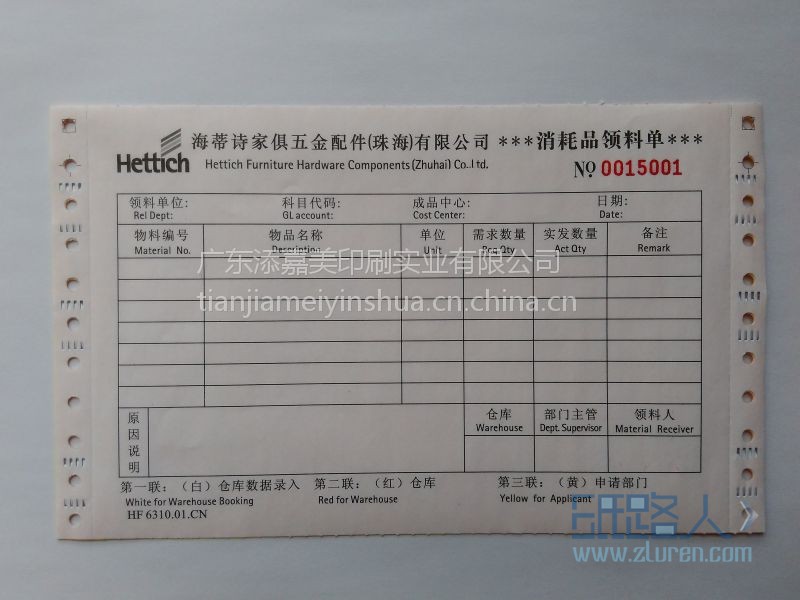 海蒂诗家俱五金配件(珠海)有限公司 ***消耗品领料单***
Hettich Hettich Furniture Hardware Components (Zhuhai) Co.,Ltd. NO 0015001
领料单位: 科目代码: 成品中心: 日期:
Rel Dept: GL account: Cost Center: Date:
物料编号 物品名称 单位 需求数量 实发数量 备注
Material No. Description Unit Req Qty Act Qty Remark
广东添嘉美印刷实业有限公司
tianjiameiyinshua.cn.china.cn
原因说明 仓库 部门主管 领料人
Warehouse Dept. Supervisor Material Receiver
第一联：（白）仓库数据录入 第二联：（红）仓库 第三联：（黄）申请部门
White for Warehouse Booking Red for Warehouse Yellow for Applicant
HF 6310.01.CN
纸路人
www.zluren.com